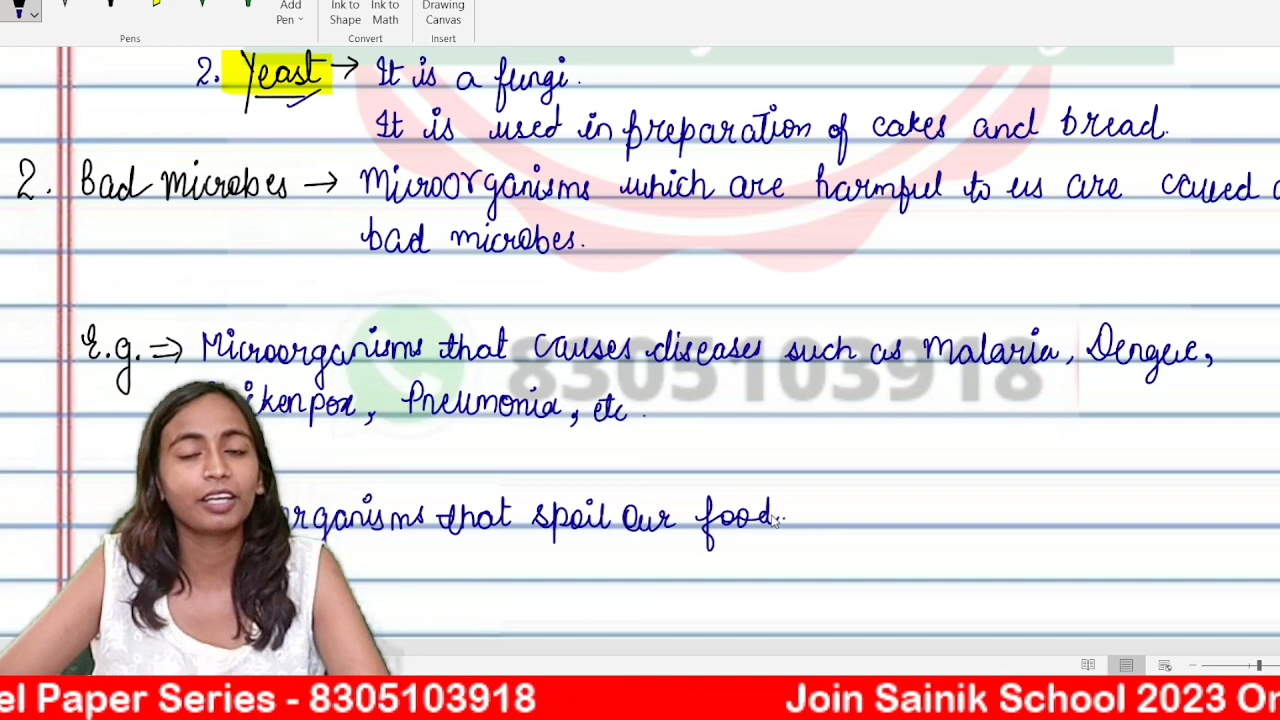 Add
Pen
Ink to
Shape
Ink to
Math
Drawing
Canvas
Pens
Convert
Insert
2. Yeast → It is a fungi.
It is used in preparation of cakes and bread.
2. Bad microbes → Microorganisms which are harmful to us are called
bad microbes.
E.g. ⇒ Microorganisms that causes diseases such as Malaria, Dengue,
ikenpox, Pneumonia, etc.
organisms that spoil our food.
8305103918
el Paper Series - 8305103918
Join Sainik School 2023 On